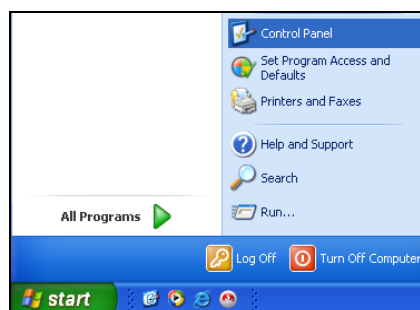 Control Panel
Set Program Access and
Defaults
Printers and Faxes
Help and Support
Search
All Programs
Run...
Log Off
Turn Off Computer
start